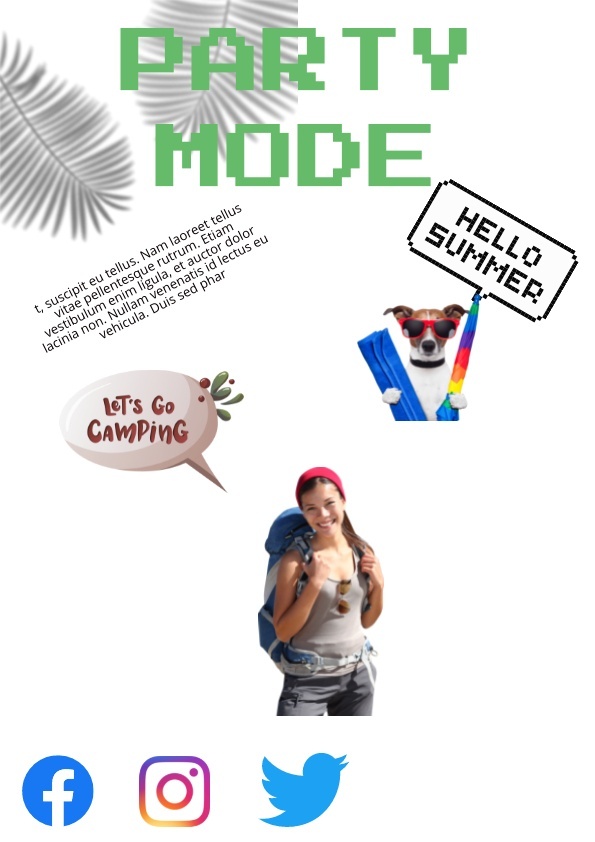 PARTY
MODE
HELLO
SUMMER
t, suscipit eu tellus. Nam laoreet tellus
vitae pellentesque rutrum. Etiam
vestibulum enim ligula, et auctor dolor
lacinia non. Nullam venenatis id lectus eu
vehicula. Duis sed phar
LET'S GO
CAMPING